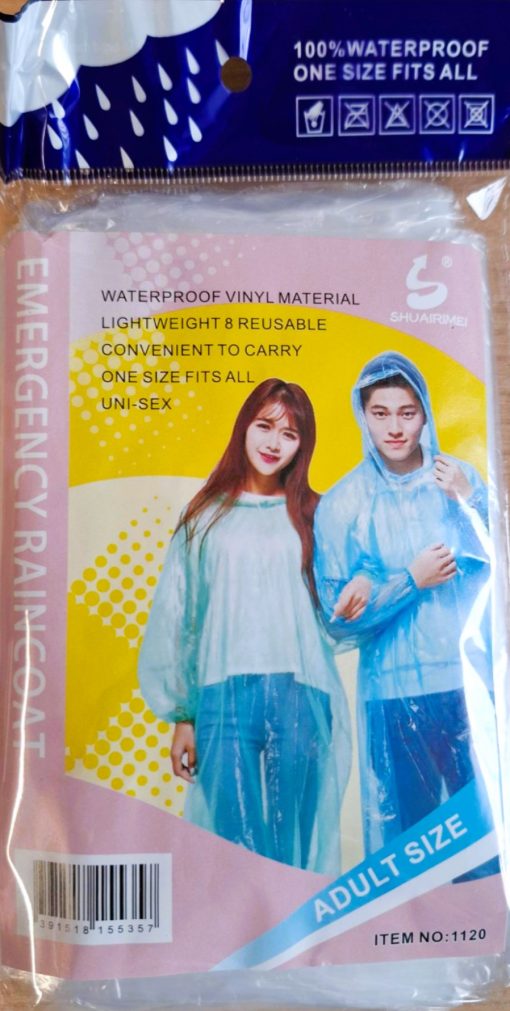 100%WATERPROOF
ONE SIZE FITS ALL
®
SHUAIRIMEI
WATERPROOF VINYL MATERIAL
LIGHTWEIGHT 8 REUSABLE
CONVENIENT TO CARRY
ONE SIZE FITS ALL
UNI-SEX
EMERGENCY RAINCOAT
ADULT SIZE
391518 155357
ITEM NO:1120